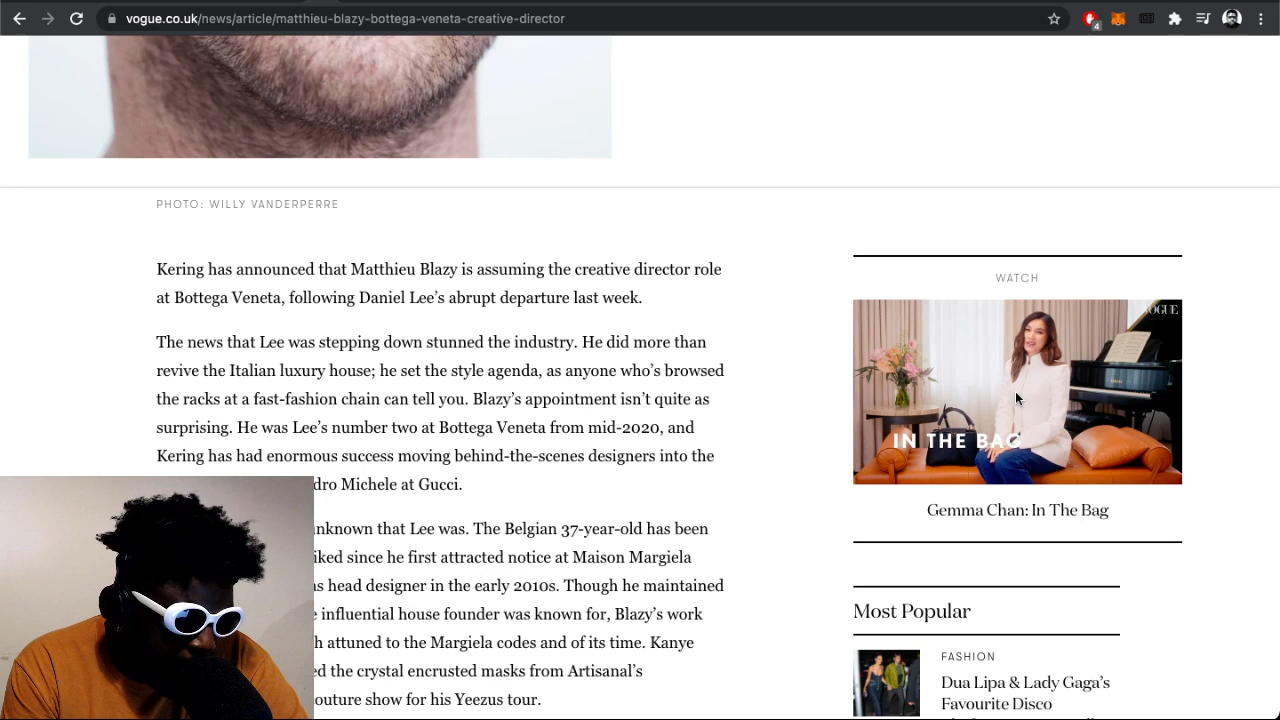 vogue.co.uk/news/article/matthieu-blazy-bottega-veneta-creative-director
4
PHOTO: WILLY VANDERPERRE
Kering has announced that Matthieu Blazy is assuming the creative director role
at Bottega Veneta, following Daniel Lee’s abrupt departure last week.
The news that Lee was stepping down stunned the industry. He did more than
revive the Italian luxury house; he set the style agenda, as anyone who’s browsed
the racks at a fast-fashion chain can tell you. Blazy’s appointment isn’t quite as
surprising. He was Lee’s number two at Bottega Veneta from mid-2020, and
Kering has had enormous success moving behind-the-scenes designers into the
dro Michele at Gucci.
nknown that Lee was. The Belgian 37-year-old has been
iked since he first attracted notice at Maison Margiela
s head designer in the early 2010s. Though he maintained
e influential house founder was known for, Blazy’s work
h attuned to the Margiela codes and of its time. Kanye
ed the crystal encrusted masks from Artisanal’s
outure show for his Yeezus tour.
WATCH
VOGUE
IN THE BAG
Gemma Chan: In The Bag
Most Popular
FASHION
Dua Lipa & Lady Gaga’s
Favourite Disco